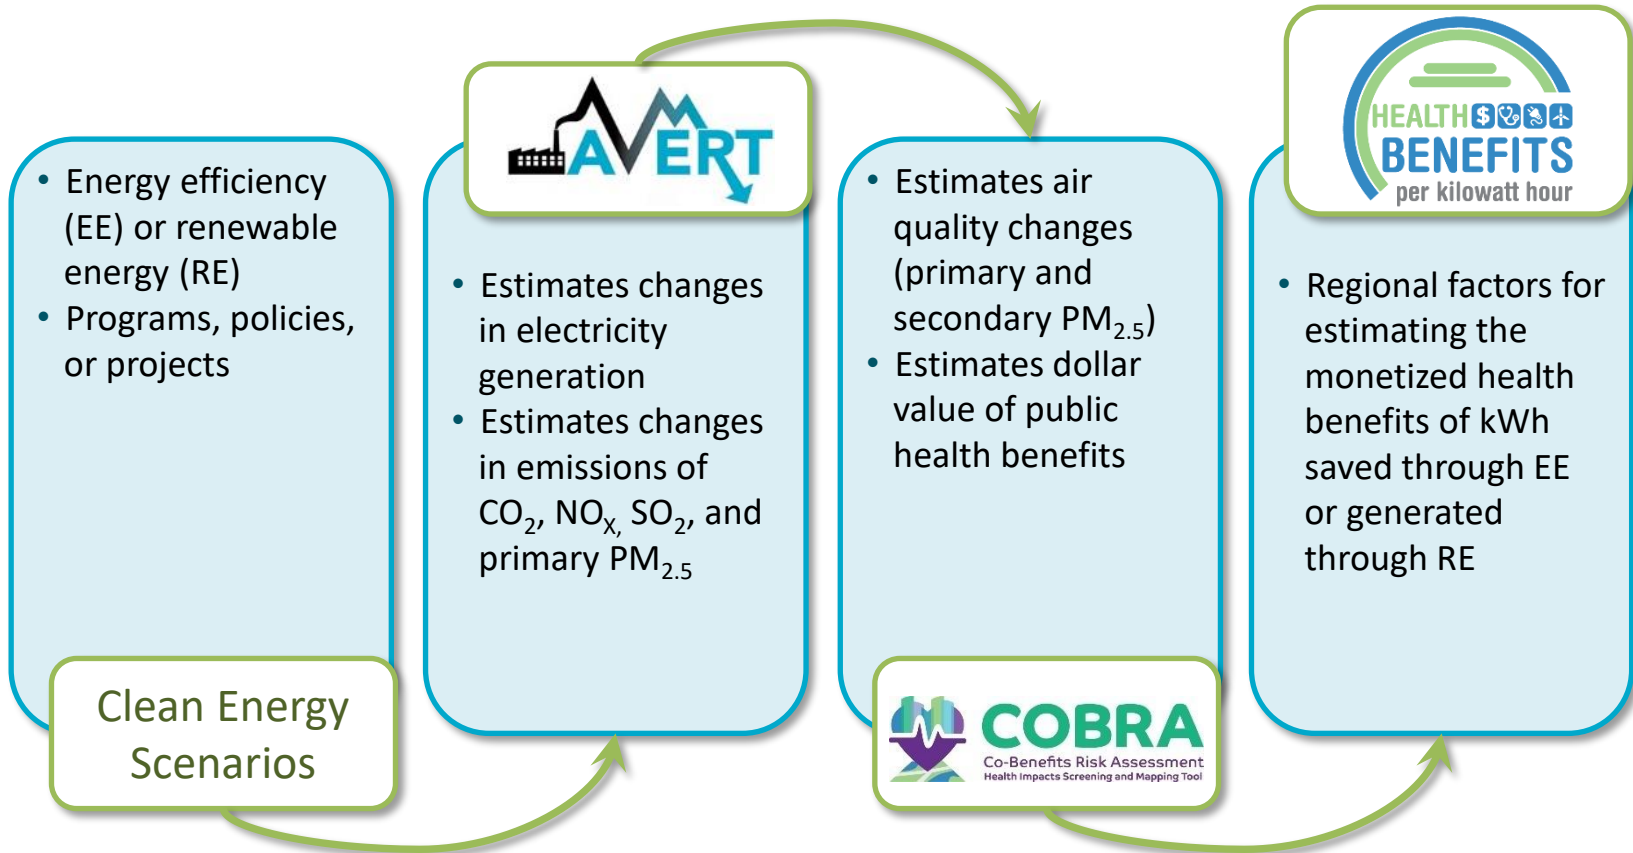 • Energy efficiency
(EE) or renewable
energy (RE)
• Programs, policies,
or projects
Clean Energy
Scenarios
AVERT
• Estimates changes
in electricity
generation
• Estimates changes
in emissions of
CO₂, NOₓ, SO₂, and
primary PM₂.₅
• Estimates air
quality changes
(primary and
secondary PM₂.₅)
• Estimates dollar
value of public
health benefits
COBRA
Co-Benefits Risk Assessment
Health Impacts Screening and Mapping Tool
HEALTH $
BENEFITS
per kilowatt hour
• Regional factors for
estimating the
monetized health
benefits of kWh
saved through EE
or generated
through RE